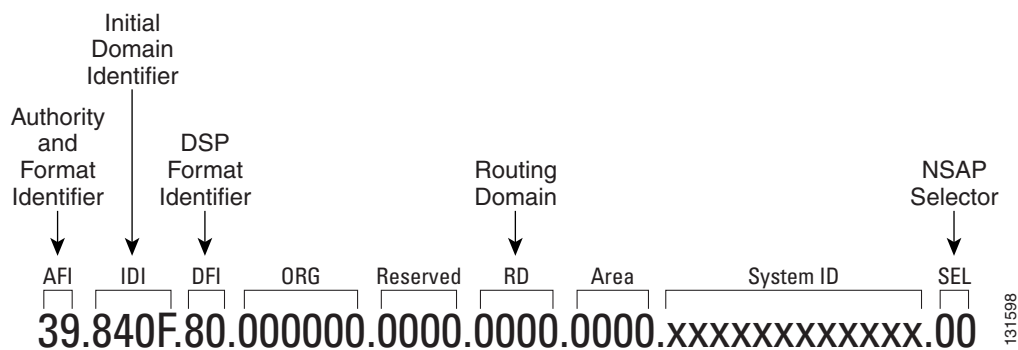 Initial
Domain
Identifier
Authority
and
Format
Identifier
DSP
Format
Identifier
Routing
Domain
NSAP
Selector
AFI IDI DFI ORG Reserved RD Area System ID SEL
39.840F.80.000000.0000.0000.0000.xxxxxxxxxxxx.00
131598